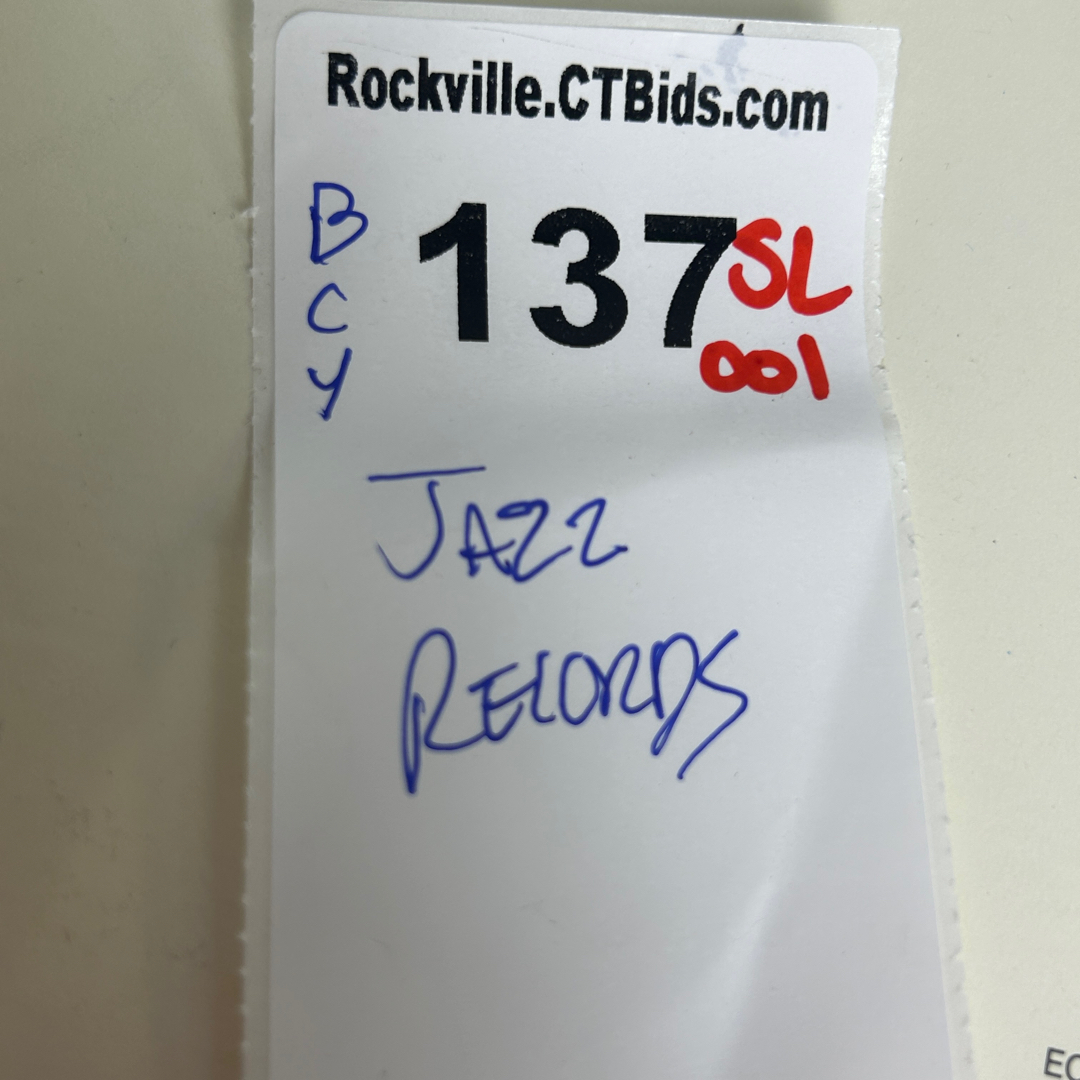 Rockville.CTBids.com
B
C
Y
137
SL
001
JAZZ
RECORDS